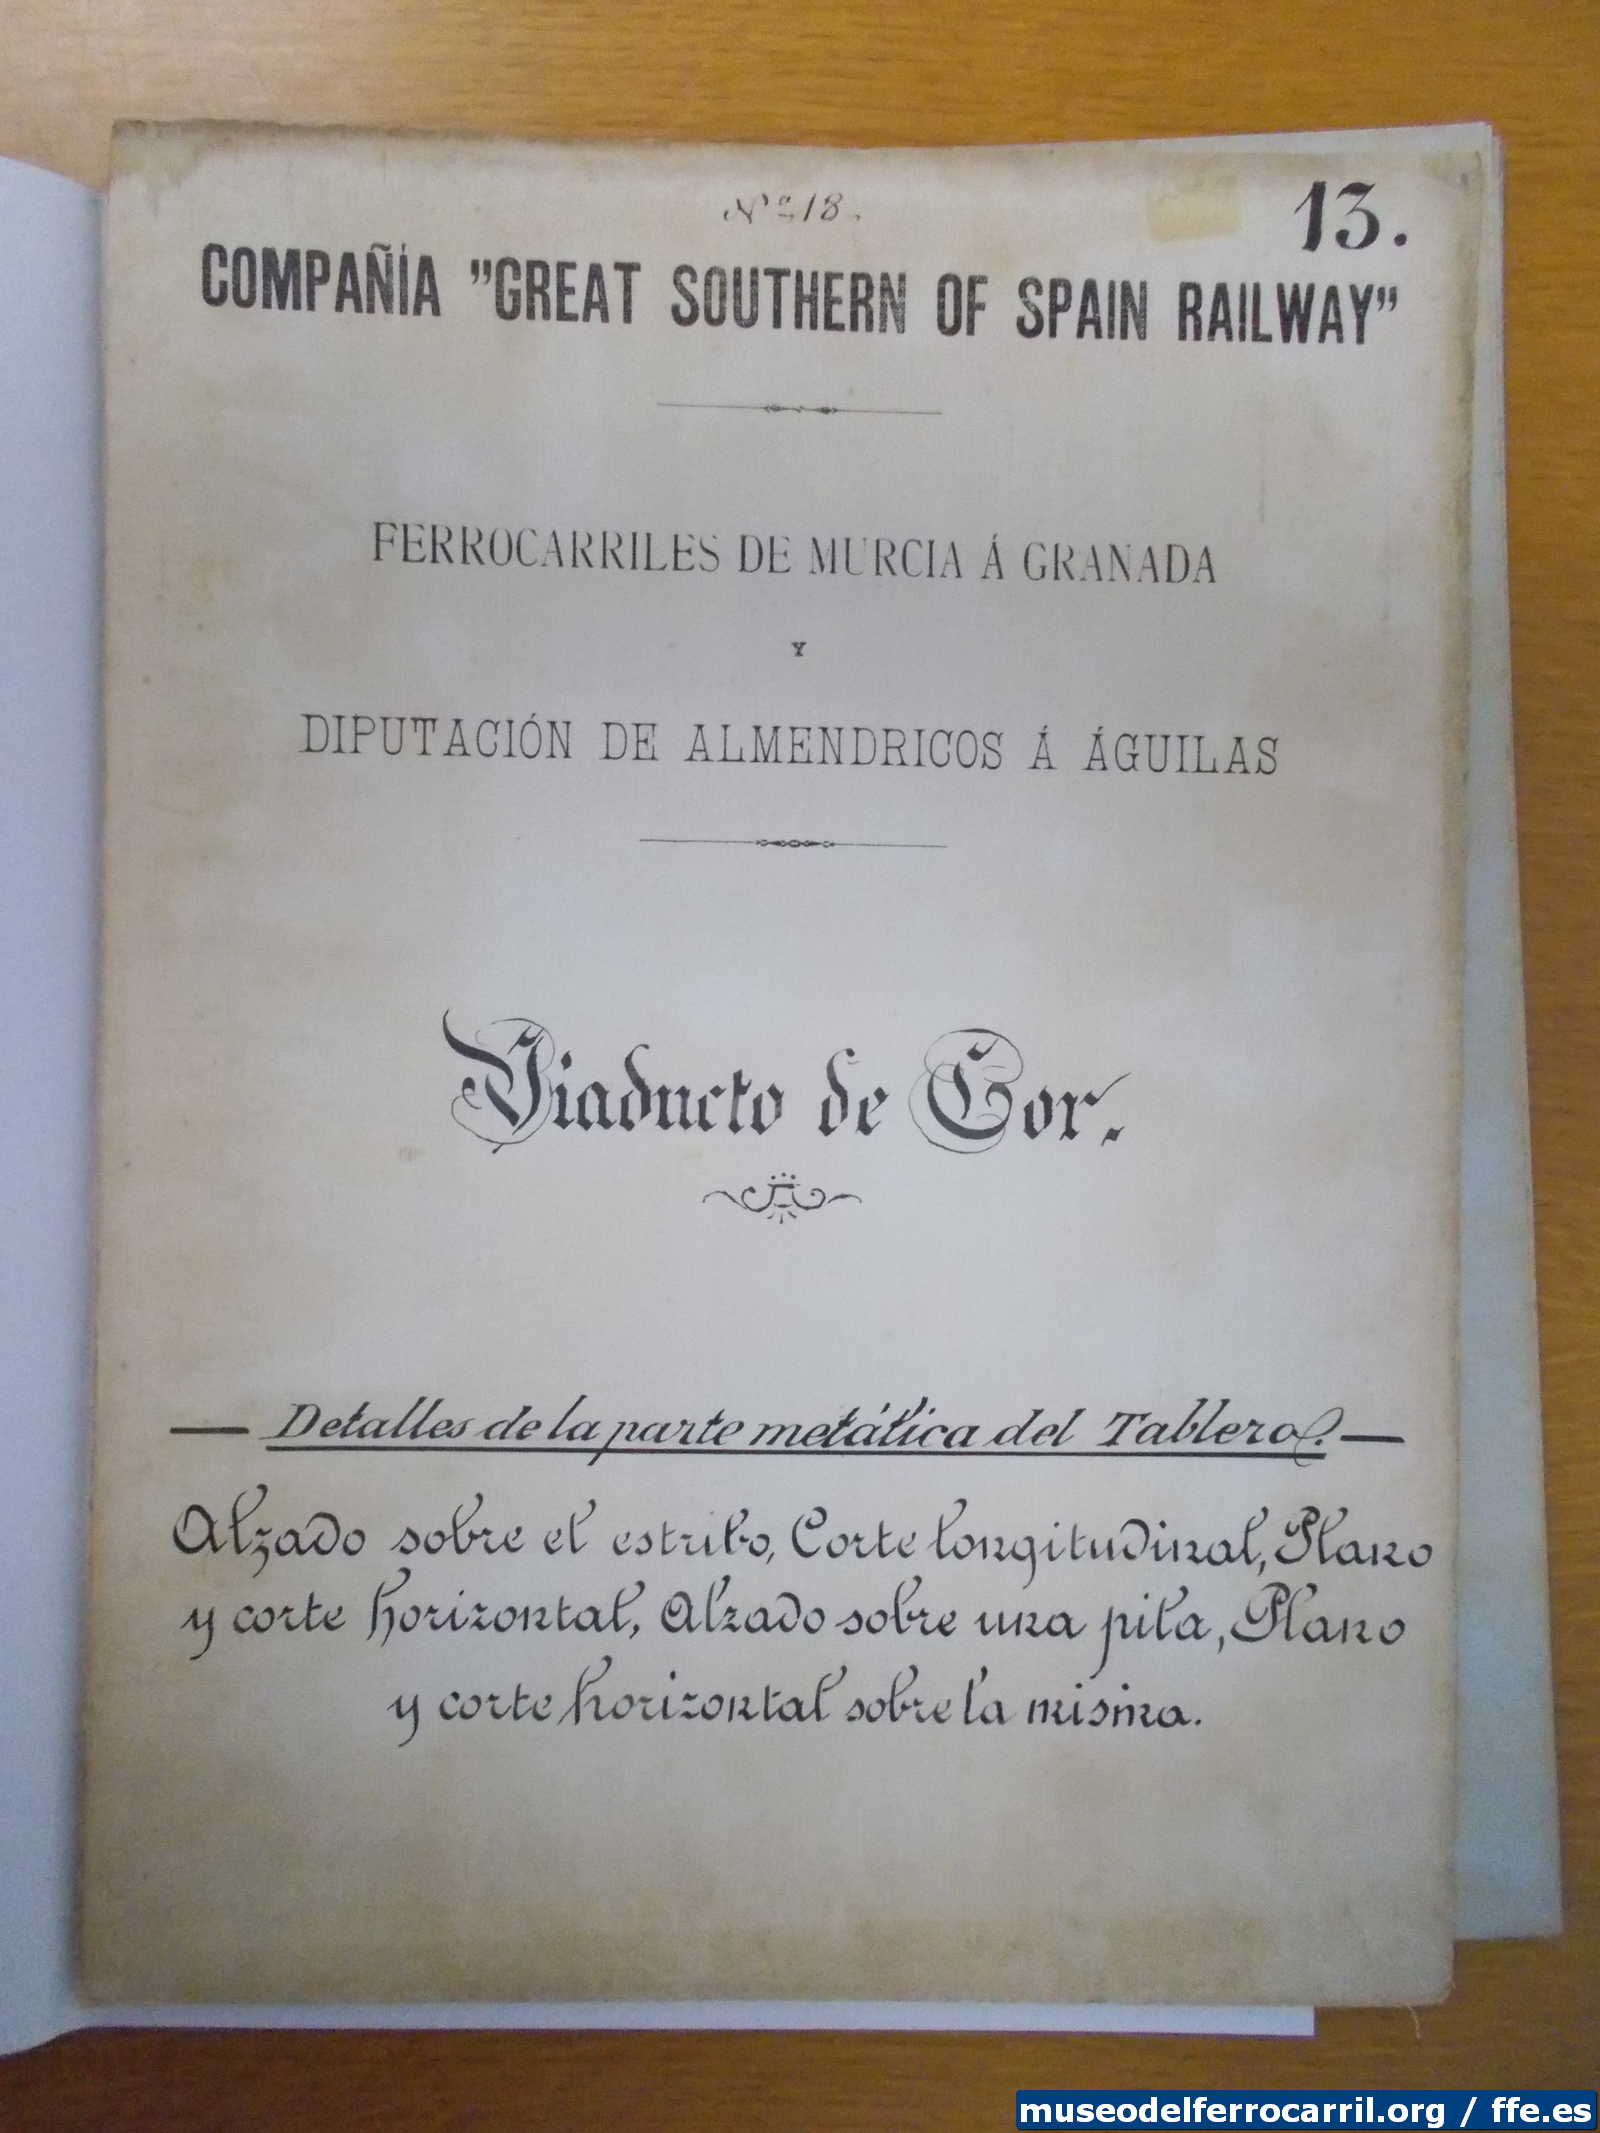 Nº 18.
13.
COMPAÑÍA "GREAT SOUTHERN OF SPAIN RAILWAY"
FERROCARRILES DE MURCIA Á GRANADA
Y
DIPUTACIÓN DE ALMENDRICOS Á ÁGUILAS
Viaducto de Gor.
— Detalles de la parte metálica del Tablero. —
Alzado sobre el estribo, Corte longitudinal, Plano
y corte horizontal, Alzado sobre una pila, Plano
y corte horizontal sobre la misma.
museodelferrocarril.org / ffe.es